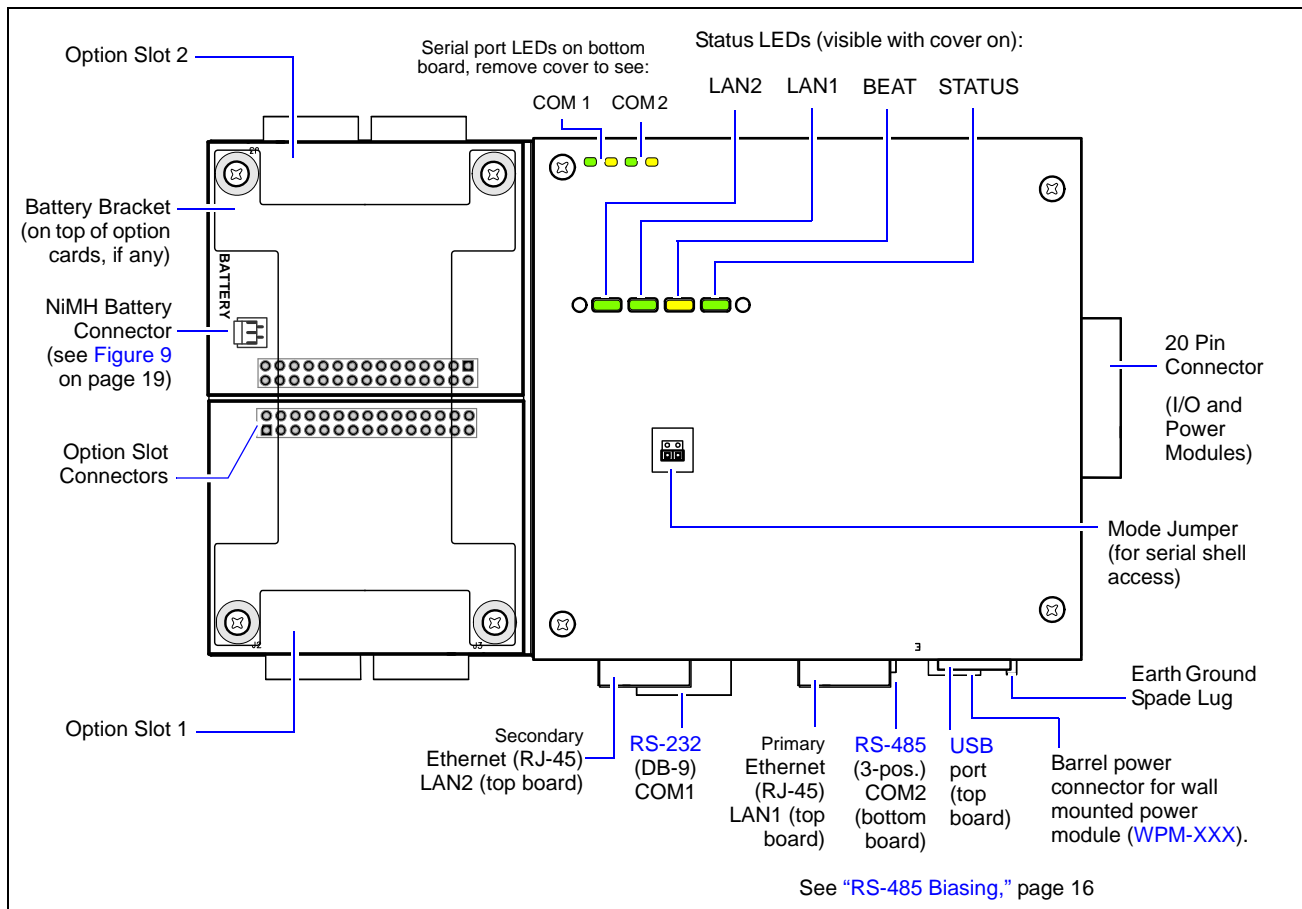 Option Slot 2
Serial port LEDs on bottom
board, remove cover to see:
COM 1
COM 2
Status LEDs (visible with cover on):
LAN2
LAN1
BEAT
STATUS
Battery Bracket
(on top of option
cards, if any)
BATTERY
NiMH Battery
Connector
(see Figure 9
on page 19)
Option Slot
Connectors
20 Pin
Connector
(I/O and
Power
Modules)
Mode Jumper
(for serial shell
access)
J2
J3
E
Option Slot 1
Secondary
Ethernet (RJ-45)
LAN2 (top board)
RS-232
(DB-9)
COM1
Primary
Ethernet
(RJ-45)
LAN1 (top
board)
RS-485
(3-pos.)
COM2
(bottom
board)
USB
port
(top
board)
Earth Ground
Spade Lug
Barrel power
connector for wall
mounted power
module (WPM-XXX).
See “RS-485 Biasing,” page 16